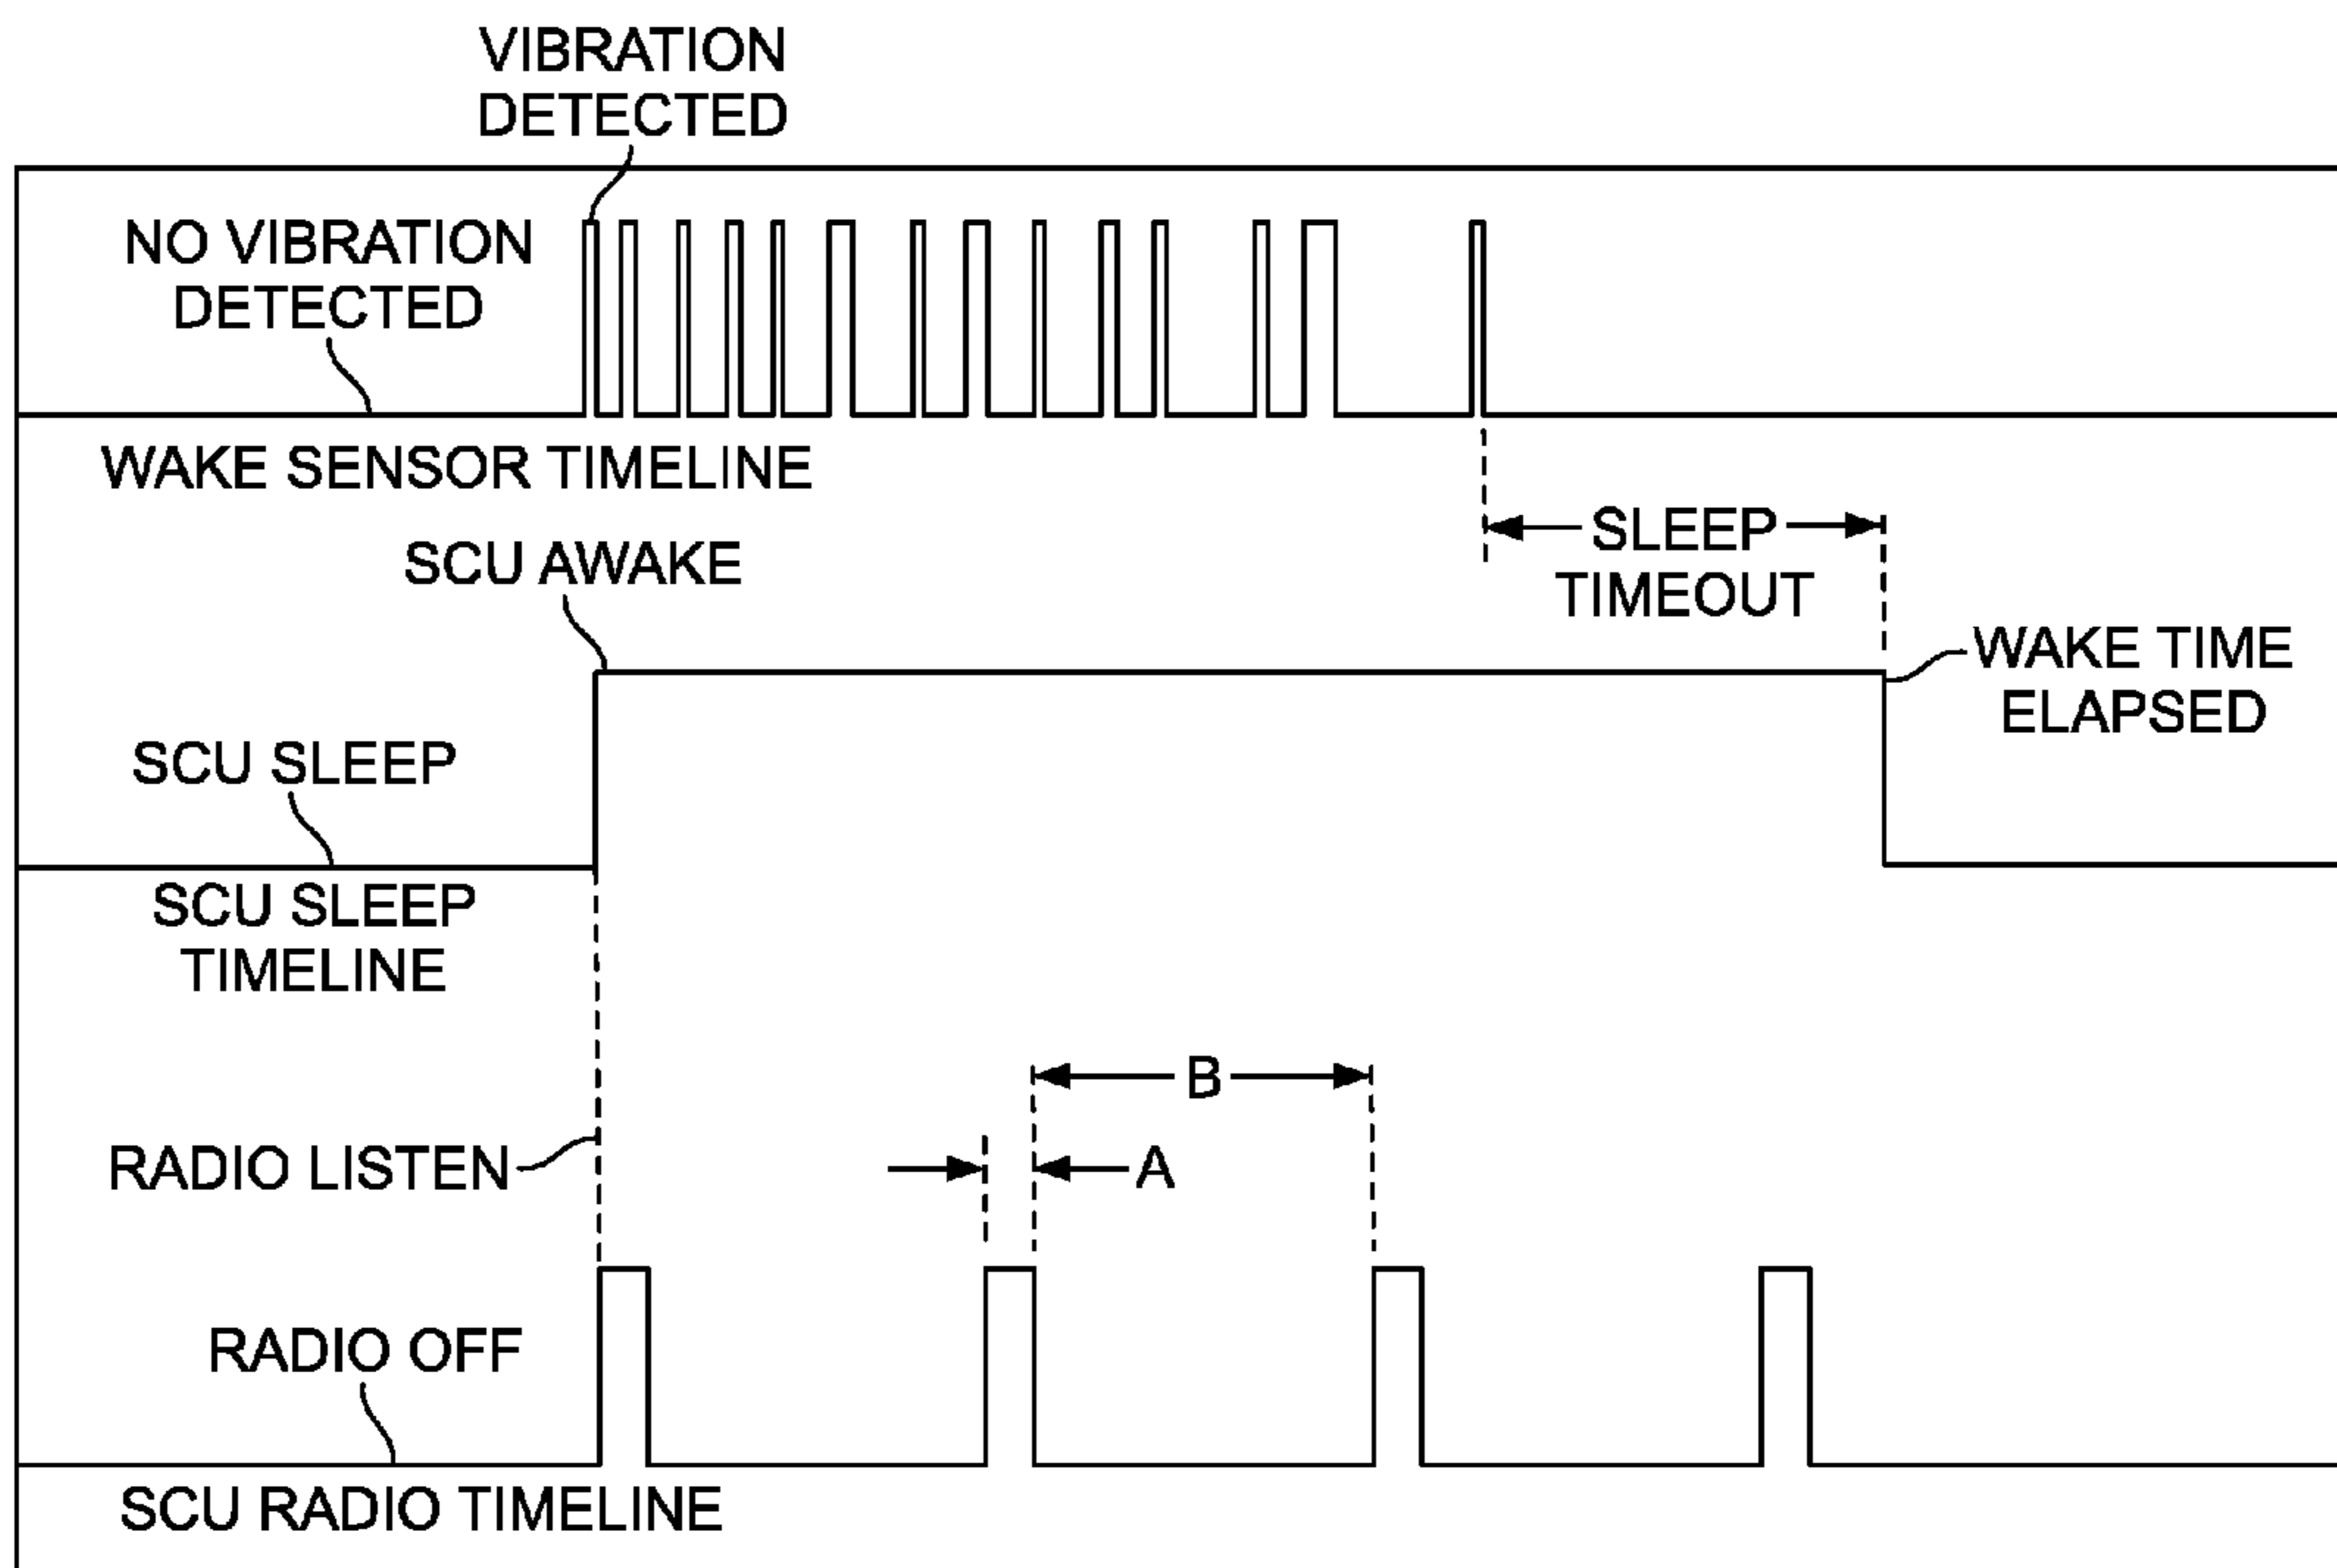 VIBRATION
DETECTED
NO VIBRATION
DETECTED
WAKE SENSOR TIMELINE
SLEEP
TIMEOUT
SCU AWAKE
WAKE TIME
ELAPSED
SCU SLEEP
SCU SLEEP
TIMELINE
B
RADIO LISTEN
A
RADIO OFF
SCU RADIO TIMELINE